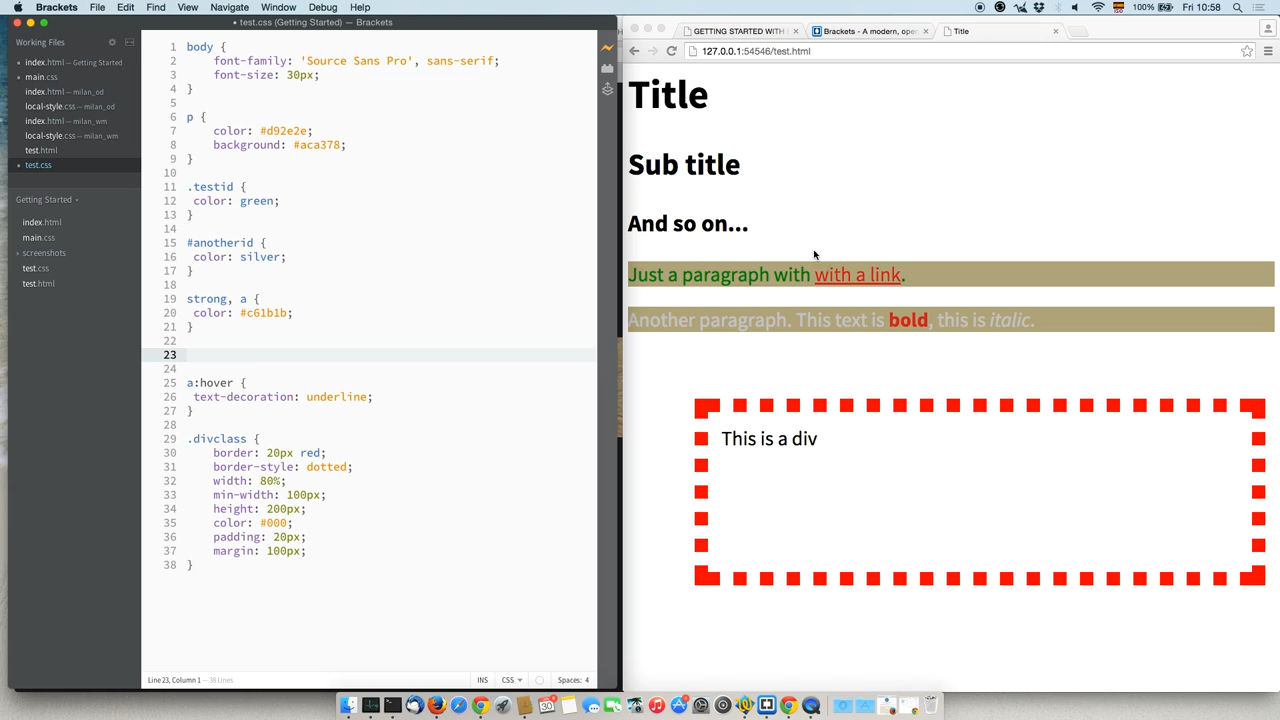 Brackets File Edit Find View Navigate Window Debug Help
100% Fri 10:58
• test.css (Getting Started) — Brackets
GETTING STARTED WITH
Brackets - A modern, open
Title
127.0.0.1:54546/test.html
Working Files
index.html — Getting Started
main.css
index.html — milan_od
local-style.css — milan_od
index.html — milan_wm
local-style.css — milan_wm
test.html
test.css
Getting Started
index.html
main.css
screenshots
test.css
test.html
1 body {
2 font-family: 'Source Sans Pro', sans-serif;
3 font-size: 30px;
4 }
5
6 p {
7 color: #d92e2e;
8 background: #aca378;
9 }
10
11 .testid {
12 color: green;
13 }
14
15 #anotherid {
16 color: silver;
17 }
18
19 strong, a {
20 color: #c61b1b;
21 }
22
23
24
25 a:hover {
26 text-decoration: underline;
27 }
28
29 .divclass {
30 border: 20px red;
31 border-style: dotted;
32 width: 80%;
33 min-width: 100px;
34 height: 200px;
35 color: #000;
36 padding: 20px;
37 margin: 100px;
38 }
Line 23, Column 1 — 38 Lines
INS CSS Spaces: 4
Title
Sub title
And so on...
Just a paragraph with with a link.
Another paragraph. This text is bold, this is italic.
This is a div
30